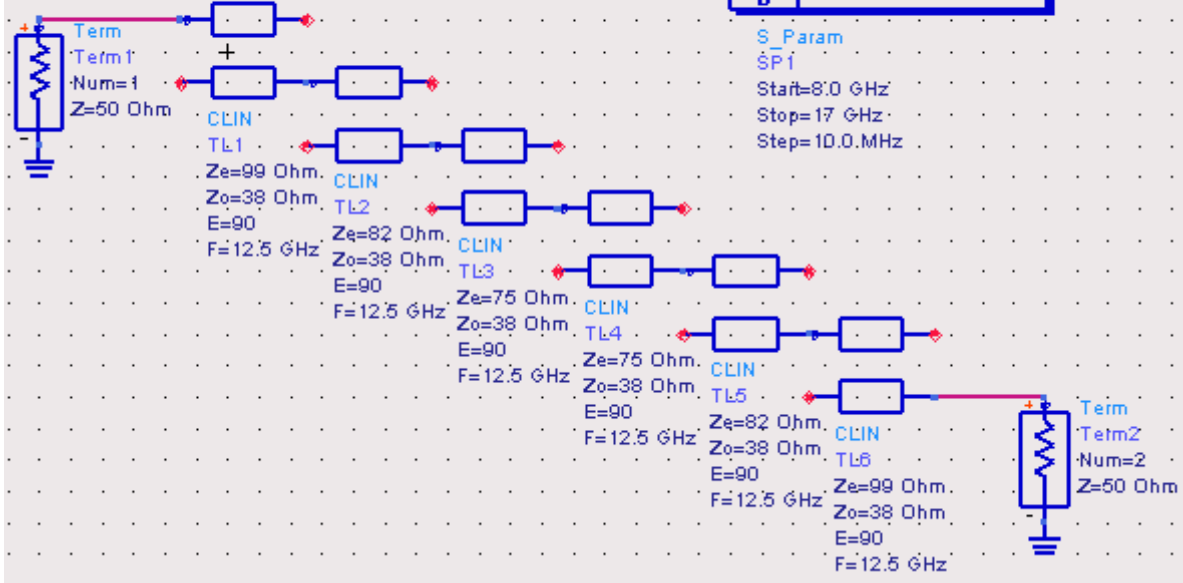 Term
Term1
Num=1
Z=50 Ohm
S_Param
SP1
Start=8.0 GHz
Stop=17 GHz
Step=10.0 MHz
CLIN
TL1
Ze=99 Ohm
Zo=38 Ohm
E=90
F=12.5 GHz
CLIN
TL2
Ze=82 Ohm
Zo=38 Ohm
E=90
F=12.5 GHz
CLIN
TL3
Ze=75 Ohm
Zo=38 Ohm
E=90
F=12.5 GHz
CLIN
TL4
Ze=75 Ohm
Zo=38 Ohm
E=90
F=12.5 GHz
CLIN
TL5
Ze=82 Ohm
Zo=38 Ohm
E=90
F=12.5 GHz
CLIN
TL6
Ze=99 Ohm
Zo=38 Ohm
E=90
F=12.5 GHz
Term
Term2
Num=2
Z=50 Ohm